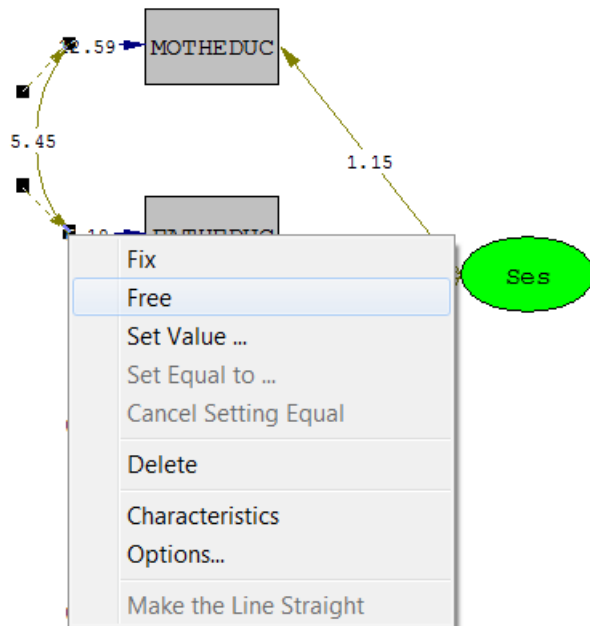 MOTHEDUC
5.45
1.15
Ses
Fix
Free
Set Value ...
Set Equal to ...
Cancel Setting Equal
Delete
Characteristics
Options...
Make the Line Straight